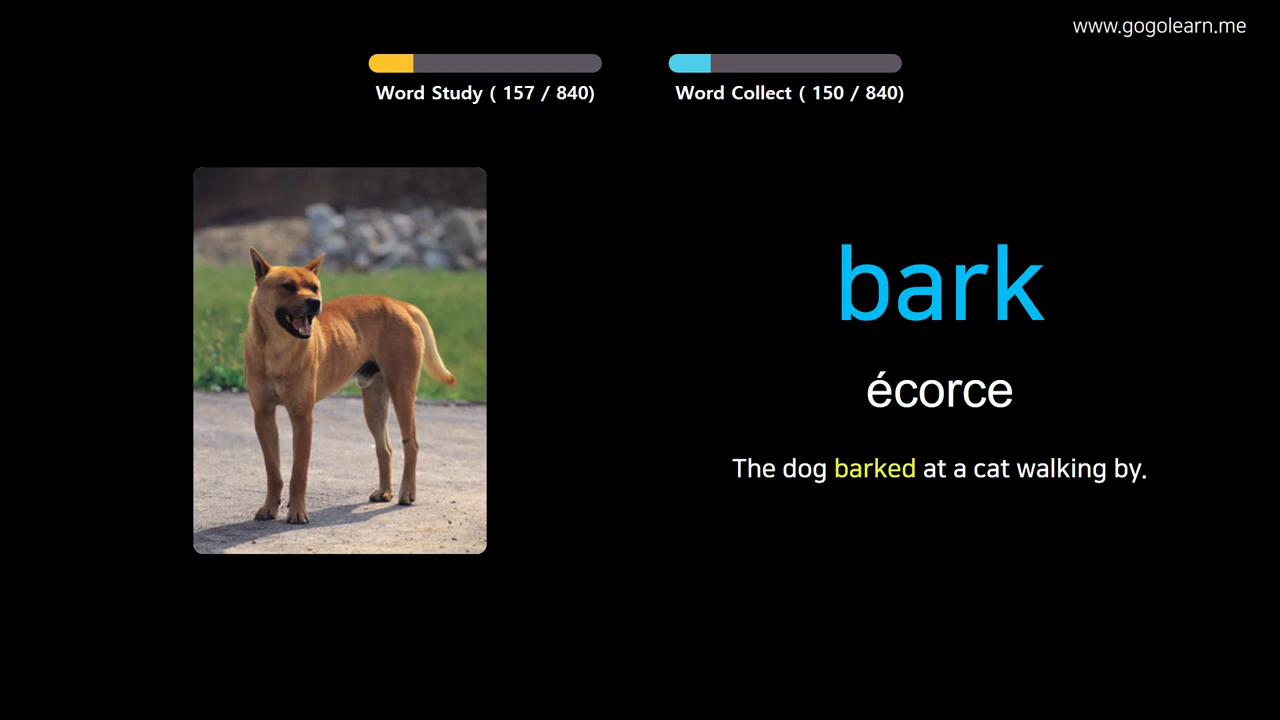 www.gogolearn.me
Word Study ( 157 / 840)
Word Collect ( 150 / 840)
bark
écorce
The dog barked at a cat walking by.